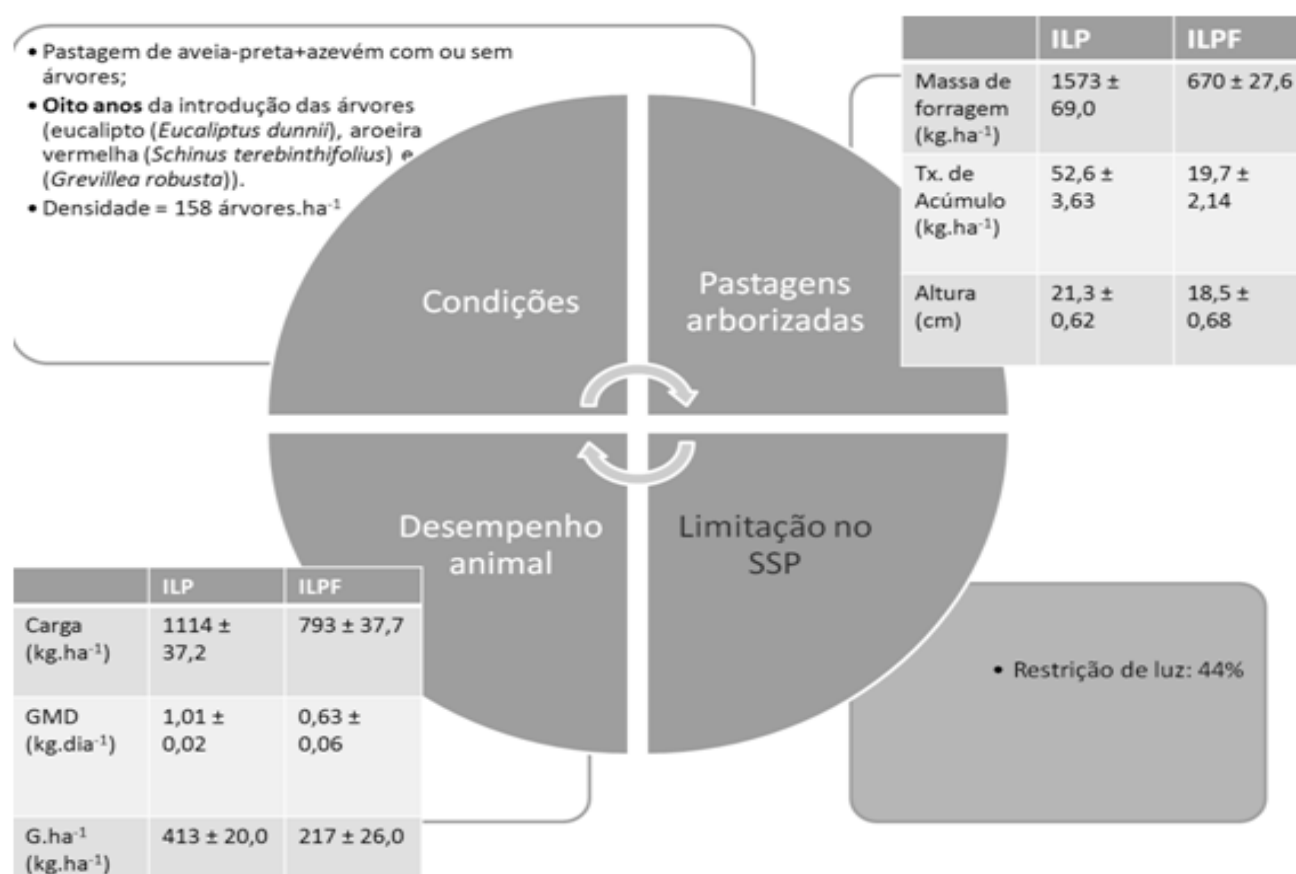 • Pastagem de aveia-preta+azevém com ou sem
árvores;
• Oito anos da introdução das árvores
(eucalipto (Eucaliptus dunnii), aroeira
vermelha (Schinus terebinthifolius) e
(Grevillea robusta)).
• Densidade = 158 árvores.ha⁻¹
ILP ILPF
Massa de 1573 ± 670 ± 27,6
forragem 69,0
(kg.ha⁻¹)
Tx. de 52,6 ± 19,7 ±
Acúmulo 3,63 2,14
(kg.ha⁻¹)
Altura 21,3 ± 18,5 ±
(cm) 0,62 0,68
Condições
Pastagens
arborizadas
Desempenho
animal
Limitação no
SSP
ILP ILPF
Carga 1114 ± 793 ± 37,7
(kg.ha⁻¹) 37,2
GMD 1,01 ± 0,63 ±
(kg.dia⁻¹) 0,02 0,06
G.ha⁻¹ 413 ± 20,0 217 ± 26,0
(kg.ha⁻¹)
• Restrição de luz: 44%